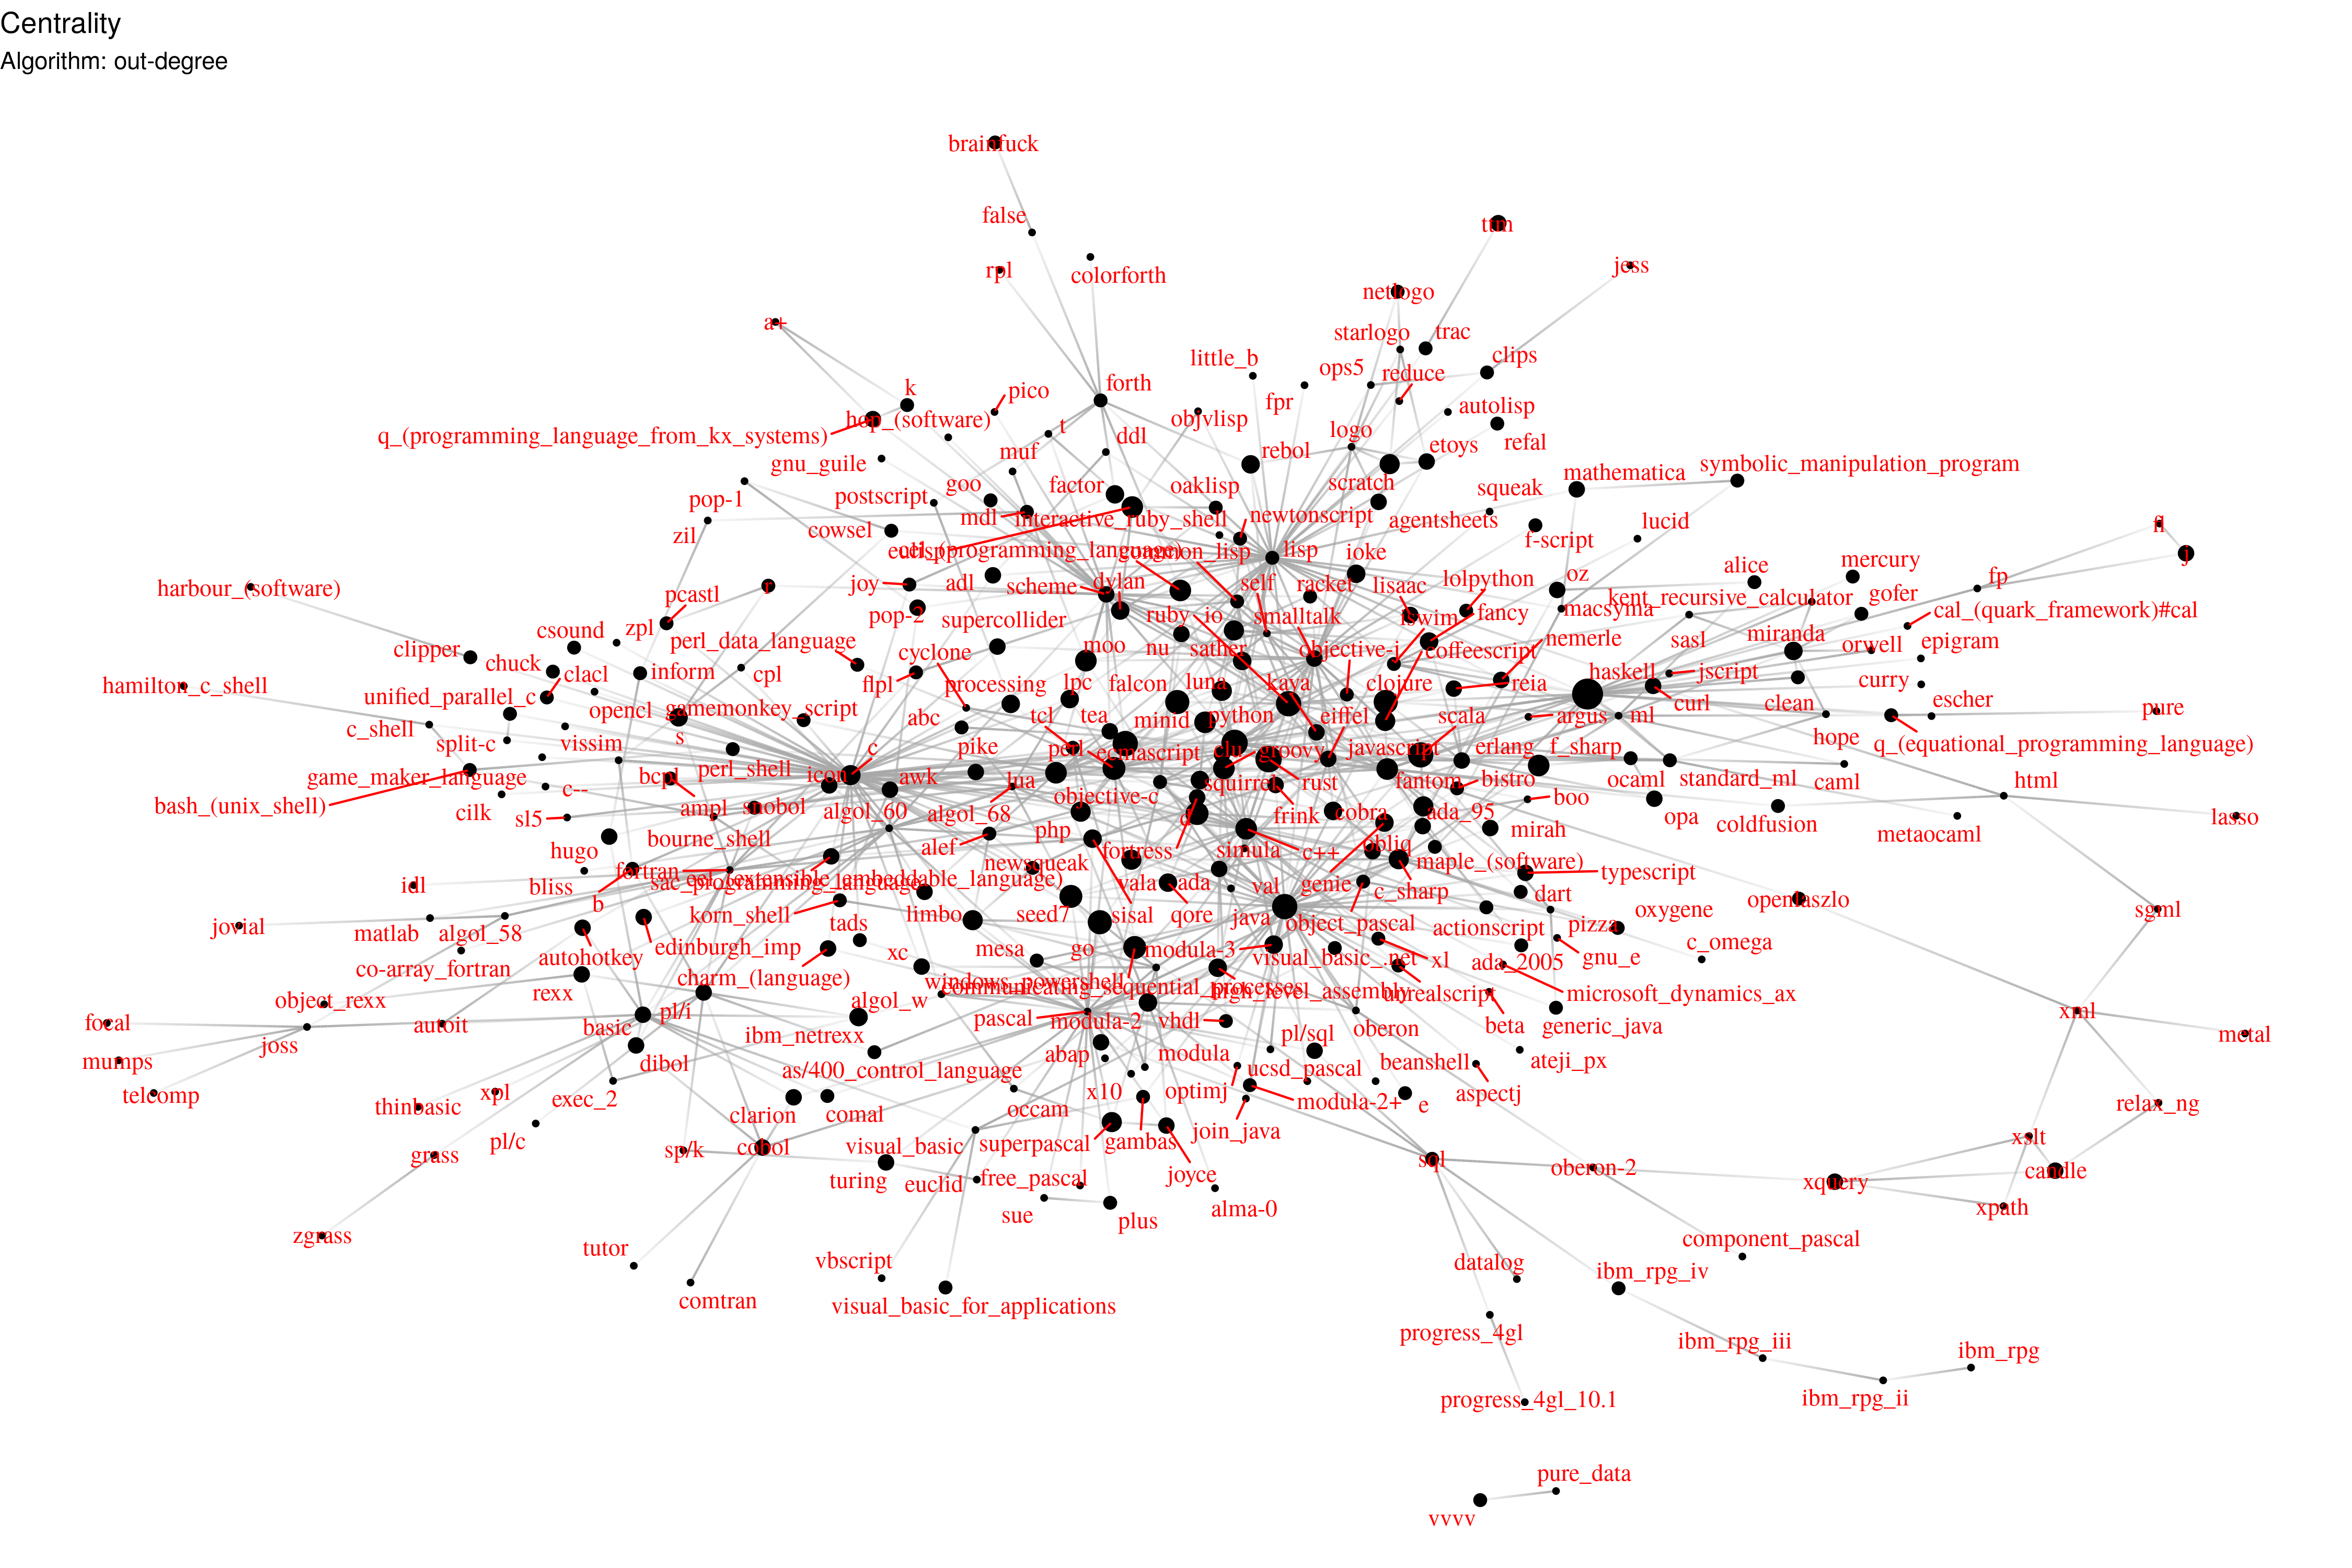 Centrality
Algorithm: out-degree
brainfuck
false
ttm
rpl
colorforth
jess
netlogo
a+
starlogo
trac
little_b
ops5
clips
reduce
k
pico
forth
fpr
autolisp
hop_(software)
objvlisp
q_(programming_language_from_kx_systems)
t
ddl
logo
etoys
refal
muf
rebol
gnu_guile
mathematica
symbolic_manipulation_program
pop-1
postscript
goo
factor
oaklisp
scratch
squeak
mdl
interactive_ruby_shell
newtonscript
agentsheets
lucid
fl
zil
cowsel
f-script
eulisp
cecil_(programming_language)
common_lisp
lisp
ioke
j
harbour_(software)
pcastl
r
joy
adl
scheme
dylan
self
racket
lisaac
lolpython
oz
alice
mercury
fp
kent_recursive_calculator
gofer
pop-2
supercollider
ruby
io
smalltalk
iswim
fancy
macsyma
cal_(quark_framework)#cal
clipper
csound
zpl
perl_data_language
cyclone
moo
nu
sather
objective-j
coffeescript
nemerle
sasl
miranda
orwell
epigram
chuck
clacl
inform
cpl
flpl
processing
lpc
falcon
luna
kava
clojure
reia
haskell
jscript
curry
hamilton_c_shell
unified_parallel_c
opencl
gamemonkey_script
abc
tcl
tea
minid
python
eiffel
scala
argus
ml
curl
clean
escher
pure
c_shell
split-c
vissim
s
c
pike
perl
ecmascript
clu
groovy
javascript
erlang
f_sharp
hope
q_(equational_programming_language)
game_maker_language
c--
bcpl
perl_shell
icon
awk
lua
objective-c
squirrel
rust
fantom
bistro
ocaml
standard_ml
caml
html
bash_(unix_shell)
cilk
sl5
ampl
snobol
algol_60
algol_68
d
frink
cobra
ada_95
boo
opa
coldfusion
metaocaml
lasso
hugo
bourne_shell
alef
php
fortress
simula
c++
obliq
mirah
idl
bliss
fortran
sac_programming_language
eel_(extensible_embeddable_language)
newsqueak
vala
ada
val
genie
c_sharp
maple_(software)
typescript
jovial
b
korn_shell
tads
limbo
seed7
sisal
qore
java
object_pascal
dart
openlaszlo
sgml
matlab
algol_58
edinburgh_imp
mesa
go
modula-3
actionscript
pizza
oxygene
co-array_fortran
autohotkey
charm_(language)
xc
visual_basic_.net
xl
ada_2005
gnu_e
c_omega
object_rexx
rexx
windows_powershell
communicating_sequential_processes
high_level_assembly
unrealscript
microsoft_dynamics_ax
focal
joss
autoit
basic
pl/i
algol_w
pascal
modula-2
vhdl
pl/sql
oberon
beta
generic_java
xml
metal
mumps
dibol
ibm_netrexx
abap
modula
ucsd_pascal
beanshell
ateji_px
telcomp
thinbasic
xpl
exec_2
as/400_control_language
x10
optimj
modula-2+
e
aspectj
relax_ng
pl/c
clarion
comal
occam
join_java
grass
sp/k
cobol
visual_basic
superpascal
gambas
joyce
sql
oberon-2
xslt
candle
turing
euclid
free_pascal
xquery
xpath
zgrass
sue
plus
alma-0
tutor
vbscript
datalog
component_pascal
comtran
visual_basic_for_applications
ibm_rpg_iv
progress_4gl
ibm_rpg_iii
ibm_rpg
progress_4gl_10.1
ibm_rpg_ii
pure_data
vvvv